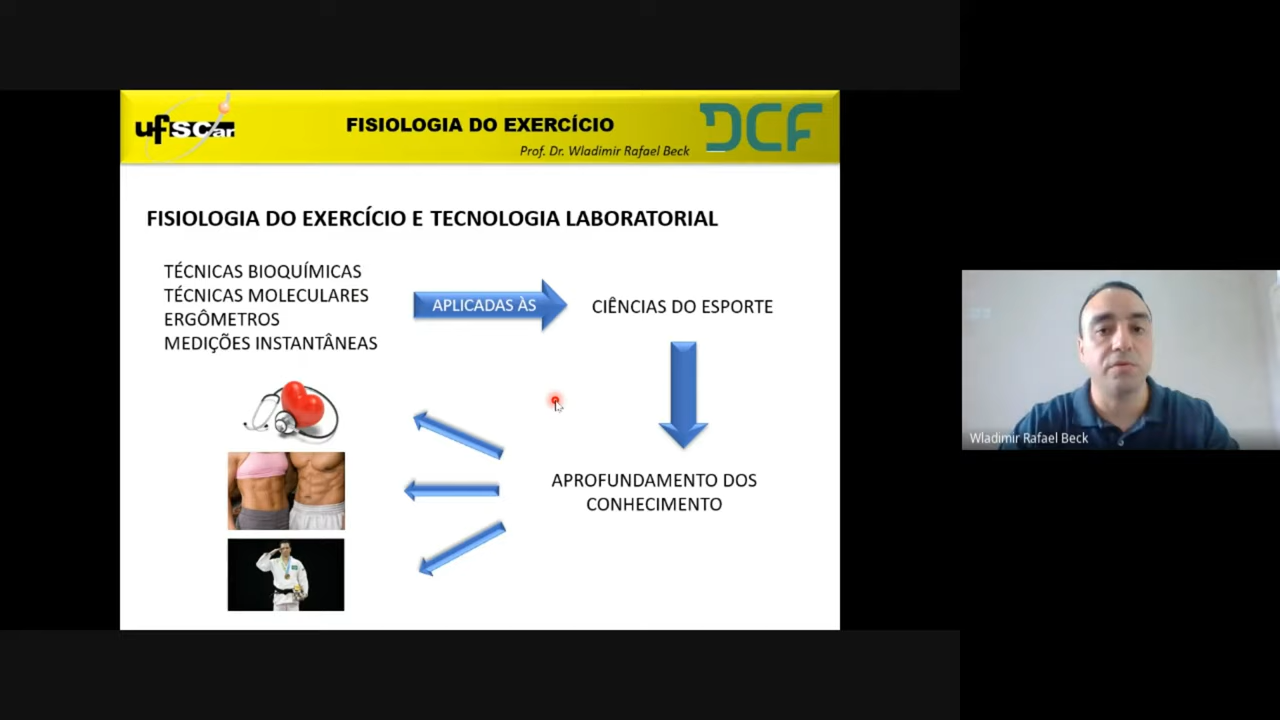 ufscar
FISIOLOGIA DO EXERCÍCIO
Prof. Dr. Wladimir Rafael Beck
DCF
FISIOLOGIA DO EXERCÍCIO E TECNOLOGIA LABORATORIAL
TÉCNICAS BIOQUÍMICAS
TÉCNICAS MOLECULARES
ERGÔMETROS
MEDIÇÕES INSTANTÂNEAS
APLICADAS ÀS
CIÊNCIAS DO ESPORTE
APROFUNDAMENTO DOS
CONHECIMENTO
Wladimir Rafael Beck